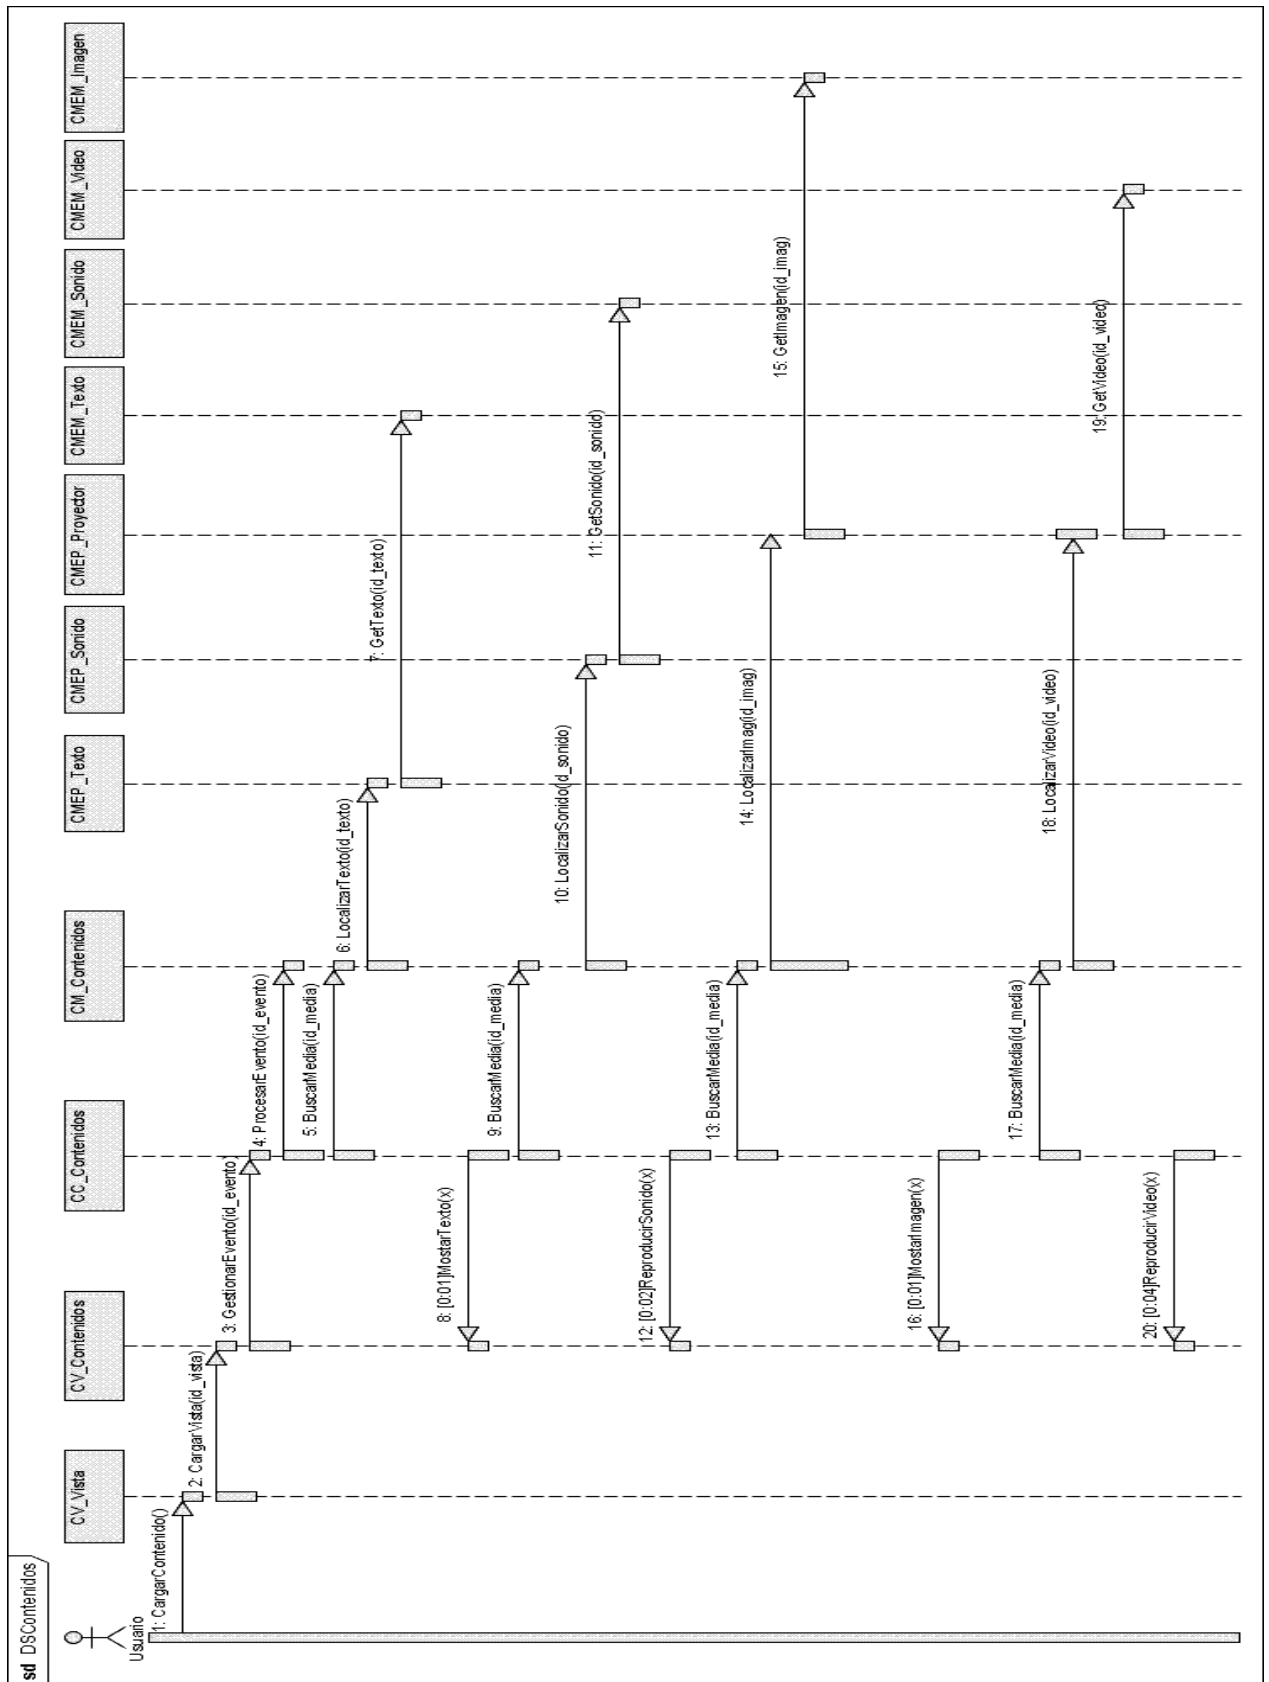 sd DSContenidos
Usuario
CV_Vista
CV_Contenidos
CC_Contenidos
CM_Contenidos
CMEP_Texto
CMEP_Sonido
CMEP_Proyector
CMEM_Texto
CMEM_Sonido
CMEM_Video
CMEM_Imagen
1: CargarContenido()
2: CargarVista(id_vista)
3: GestionarEvento(id_evento)
4: ProcesarEvento(id_evento)
5: BuscarMedia(id_media)
6: LocalizarTexto(id_texto)
7: GetTexto(id_texto)
8: [0:01]MostarTexto(x)
9: BuscarMedia(id_media)
10: LocalizarSonido(id_sonido)
11: GetSonido(id_sonido)
12: [0:02]ReproducirSonido(x)
13: BuscarMedia(id_media)
14: LocalizarImag(id_imag)
15: GetImagen(id_imag)
16: [0:01]MostarImagen(x)
17: BuscarMedia(id_media)
18: LocalizarVideo(id_video)
19: GetVideo(id_video)
20: [0:04]ReproducirVideo(x)